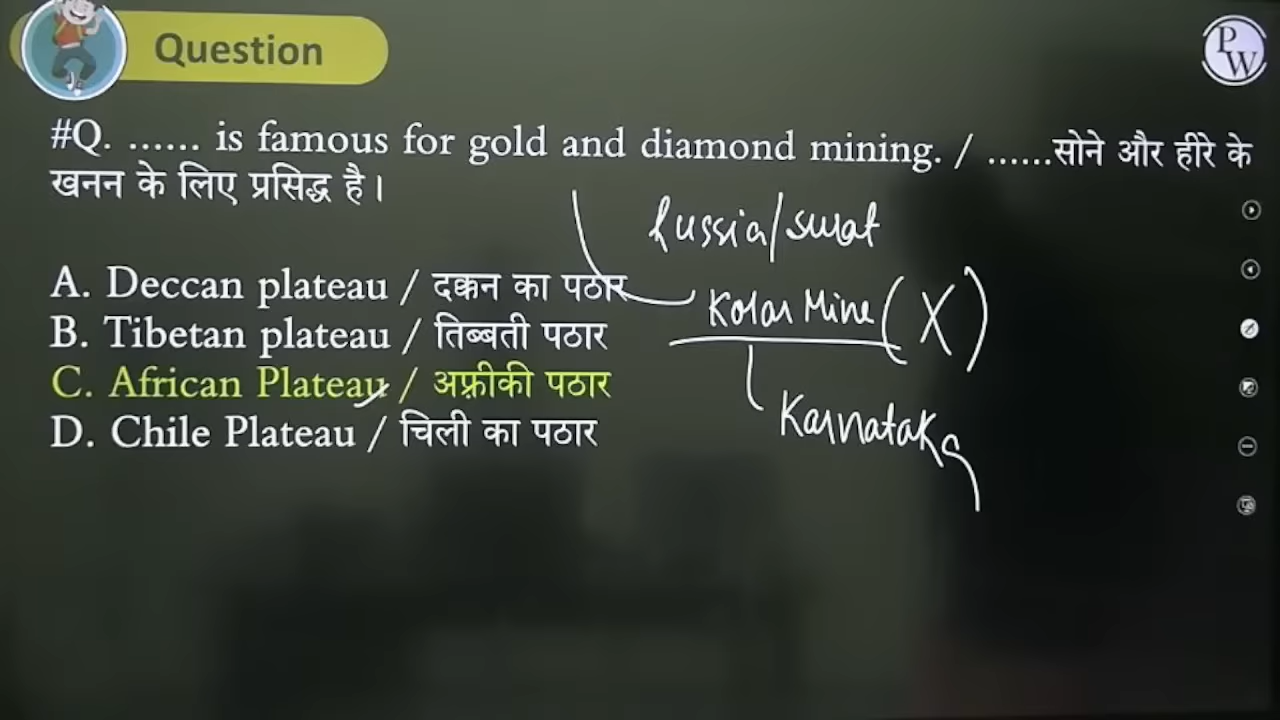 Question
PW
#Q. ...... is famous for gold and diamond mining. / ......सोने और हीरे के
खनन के लिए प्रसिद्ध है।
Russia/surat
A. Deccan plateau / दक्कन का पठार
Kolar Mine (X)
B. Tibetan plateau / तिब्बती पठार
C. African Plateau / अफ़्रीकी पठार
Karnataka
D. Chile Plateau / चिली का पठार